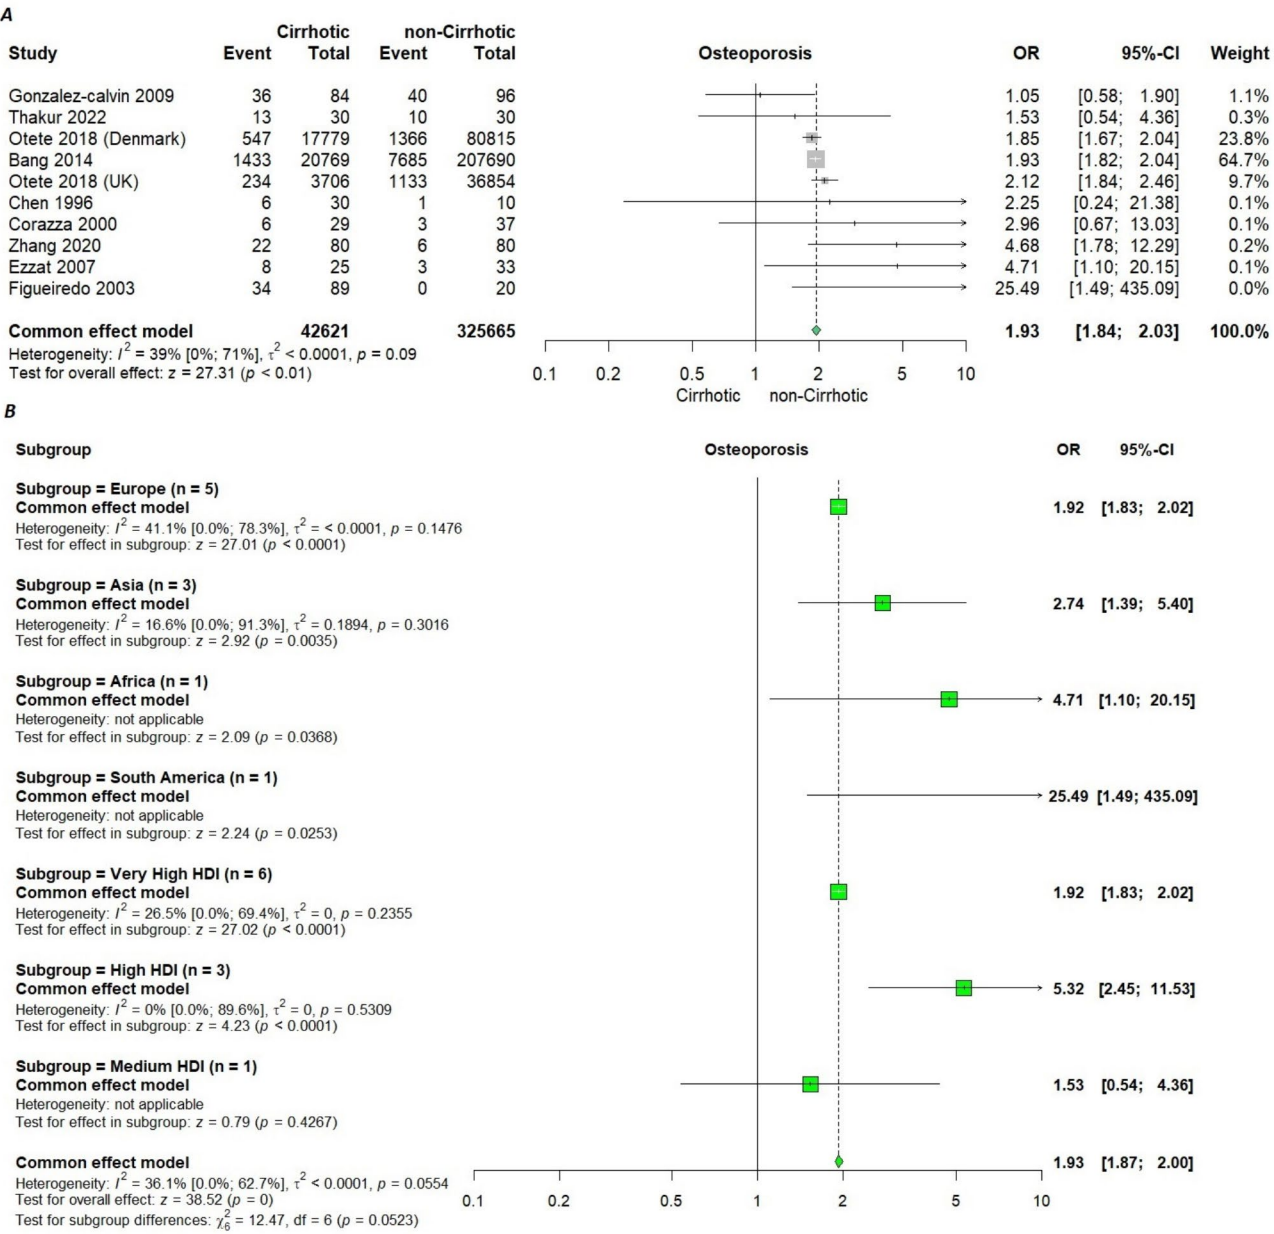 A
Cirrhotic non-Cirrhotic
Study Event Total Event Total Osteoporosis OR 95%-CI Weight
Gonzalez-calvin 2009 36 84 40 96 1.05 [0.58; 1.90] 1.1%
Thakur 2022 13 30 10 30 1.53 [0.54; 4.36] 0.3%
Otete 2018 (Denmark) 547 17779 1366 80815 1.85 [1.67; 2.04] 23.8%
Bang 2014 1433 20769 7685 207690 1.93 [1.82; 2.04] 64.7%
Otete 2018 (UK) 234 3706 1133 36854 2.12 [1.84; 2.46] 9.7%
Chen 1996 6 30 1 10 2.25 [0.24; 21.38] 0.1%
Corazza 2000 6 29 3 37 2.96 [0.67; 13.03] 0.1%
Zhang 2020 22 80 6 80 4.68 [1.78; 12.29] 0.2%
Ezzat 2007 8 25 3 33 4.71 [1.10; 20.15] 0.1%
Figueiredo 2003 34 89 0 20 25.49 [1.49; 435.09] 0.0%
Common effect model 42621 325665 1.93 [1.84; 2.03] 100.0%
Heterogeneity: I² = 39% [0%; 71%], τ² < 0.0001, p = 0.09
Test for overall effect: z = 27.31 (p < 0.01)
0.1 0.2 0.5 1 2 5 10
Cirrhotic non-Cirrhotic
B
Subgroup Osteoporosis OR 95%-CI
Subgroup = Europe (n = 5)
Common effect model 1.92 [1.83; 2.02]
Heterogeneity: I² = 41.1% [0.0%; 78.3%], τ² = < 0.0001, p = 0.1476
Test for effect in subgroup: z = 27.01 (p < 0.0001)
Subgroup = Asia (n = 3)
Common effect model 2.74 [1.39; 5.40]
Heterogeneity: I² = 16.6% [0.0%; 91.3%], τ² = 0.1894, p = 0.3016
Test for effect in subgroup: z = 2.92 (p = 0.0035)
Subgroup = Africa (n = 1)
Common effect model 4.71 [1.10; 20.15]
Heterogeneity: not applicable
Test for effect in subgroup: z = 2.09 (p = 0.0368)
Subgroup = South America (n = 1)
Common effect model 25.49 [1.49; 435.09]
Heterogeneity: not applicable
Test for effect in subgroup: z = 2.24 (p = 0.0253)
Subgroup = Very High HDI (n = 6)
Common effect model 1.92 [1.83; 2.02]
Heterogeneity: I² = 26.5% [0.0%; 69.4%], τ² = 0, p = 0.2355
Test for effect in subgroup: z = 27.02 (p < 0.0001)
Subgroup = High HDI (n = 3)
Common effect model 5.32 [2.45; 11.53]
Heterogeneity: I² = 0% [0.0%; 89.6%], τ² = 0, p = 0.5309
Test for effect in subgroup: z = 4.23 (p < 0.0001)
Subgroup = Medium HDI (n = 1)
Common effect model 1.53 [0.54; 4.36]
Heterogeneity: not applicable
Test for effect in subgroup: z = 0.79 (p = 0.4267)
Common effect model 1.93 [1.87; 2.00]
Heterogeneity: I² = 36.1% [0.0%; 62.7%], τ² < 0.0001, p = 0.0554
Test for overall effect: z = 38.52 (p = 0)
0.1 0.2 0.5 1 2 5 10
Test for subgroup differences: χ²₆ = 12.47, df = 6 (p = 0.0523)